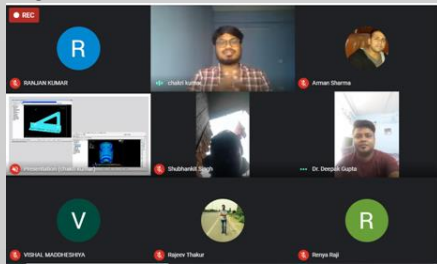 REC
R
RANJAN KUMAR
chakri kumar
Arman Sharma
Presentation (chakri kumar)
Shubhankit Singh
Dr. Deepak Gupta
V
VISHAL MADDHESHIYA
Rajeev Thakur
R
Renya Raji